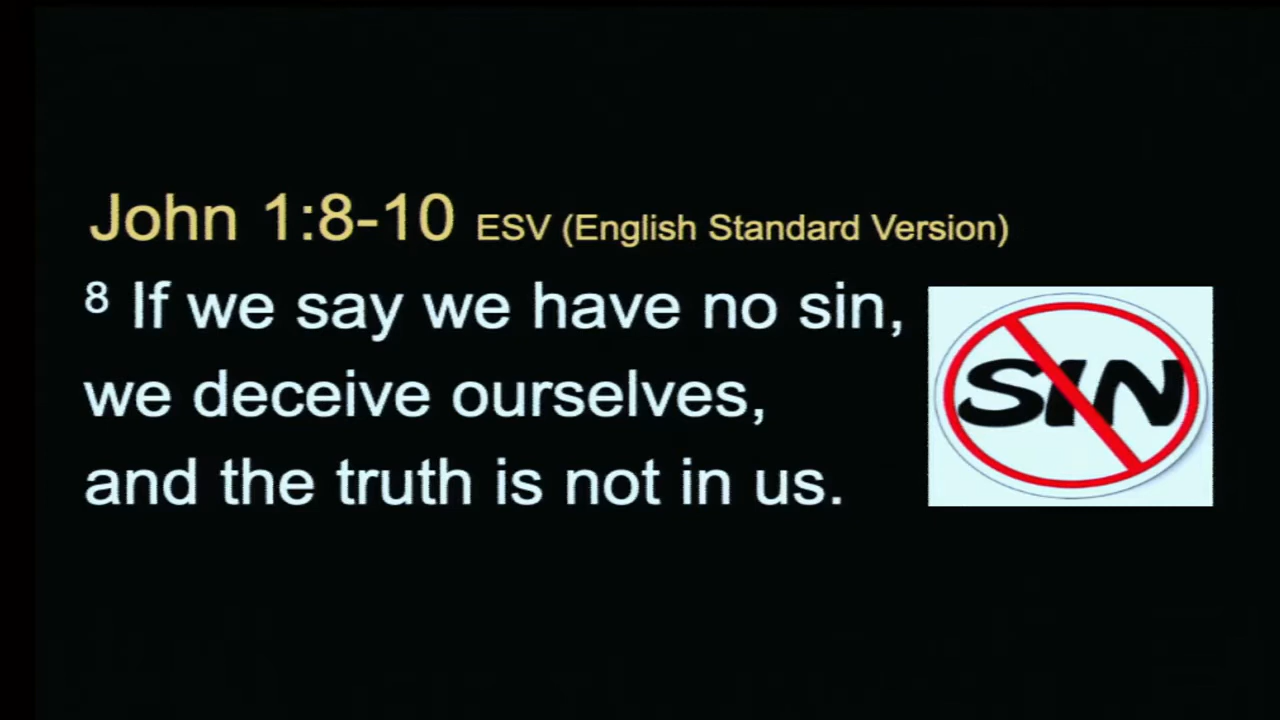 John 1:8-10 ESV (English Standard Version)
8 If we say we have no sin,
we deceive ourselves,
and the truth is not in us.
SIN